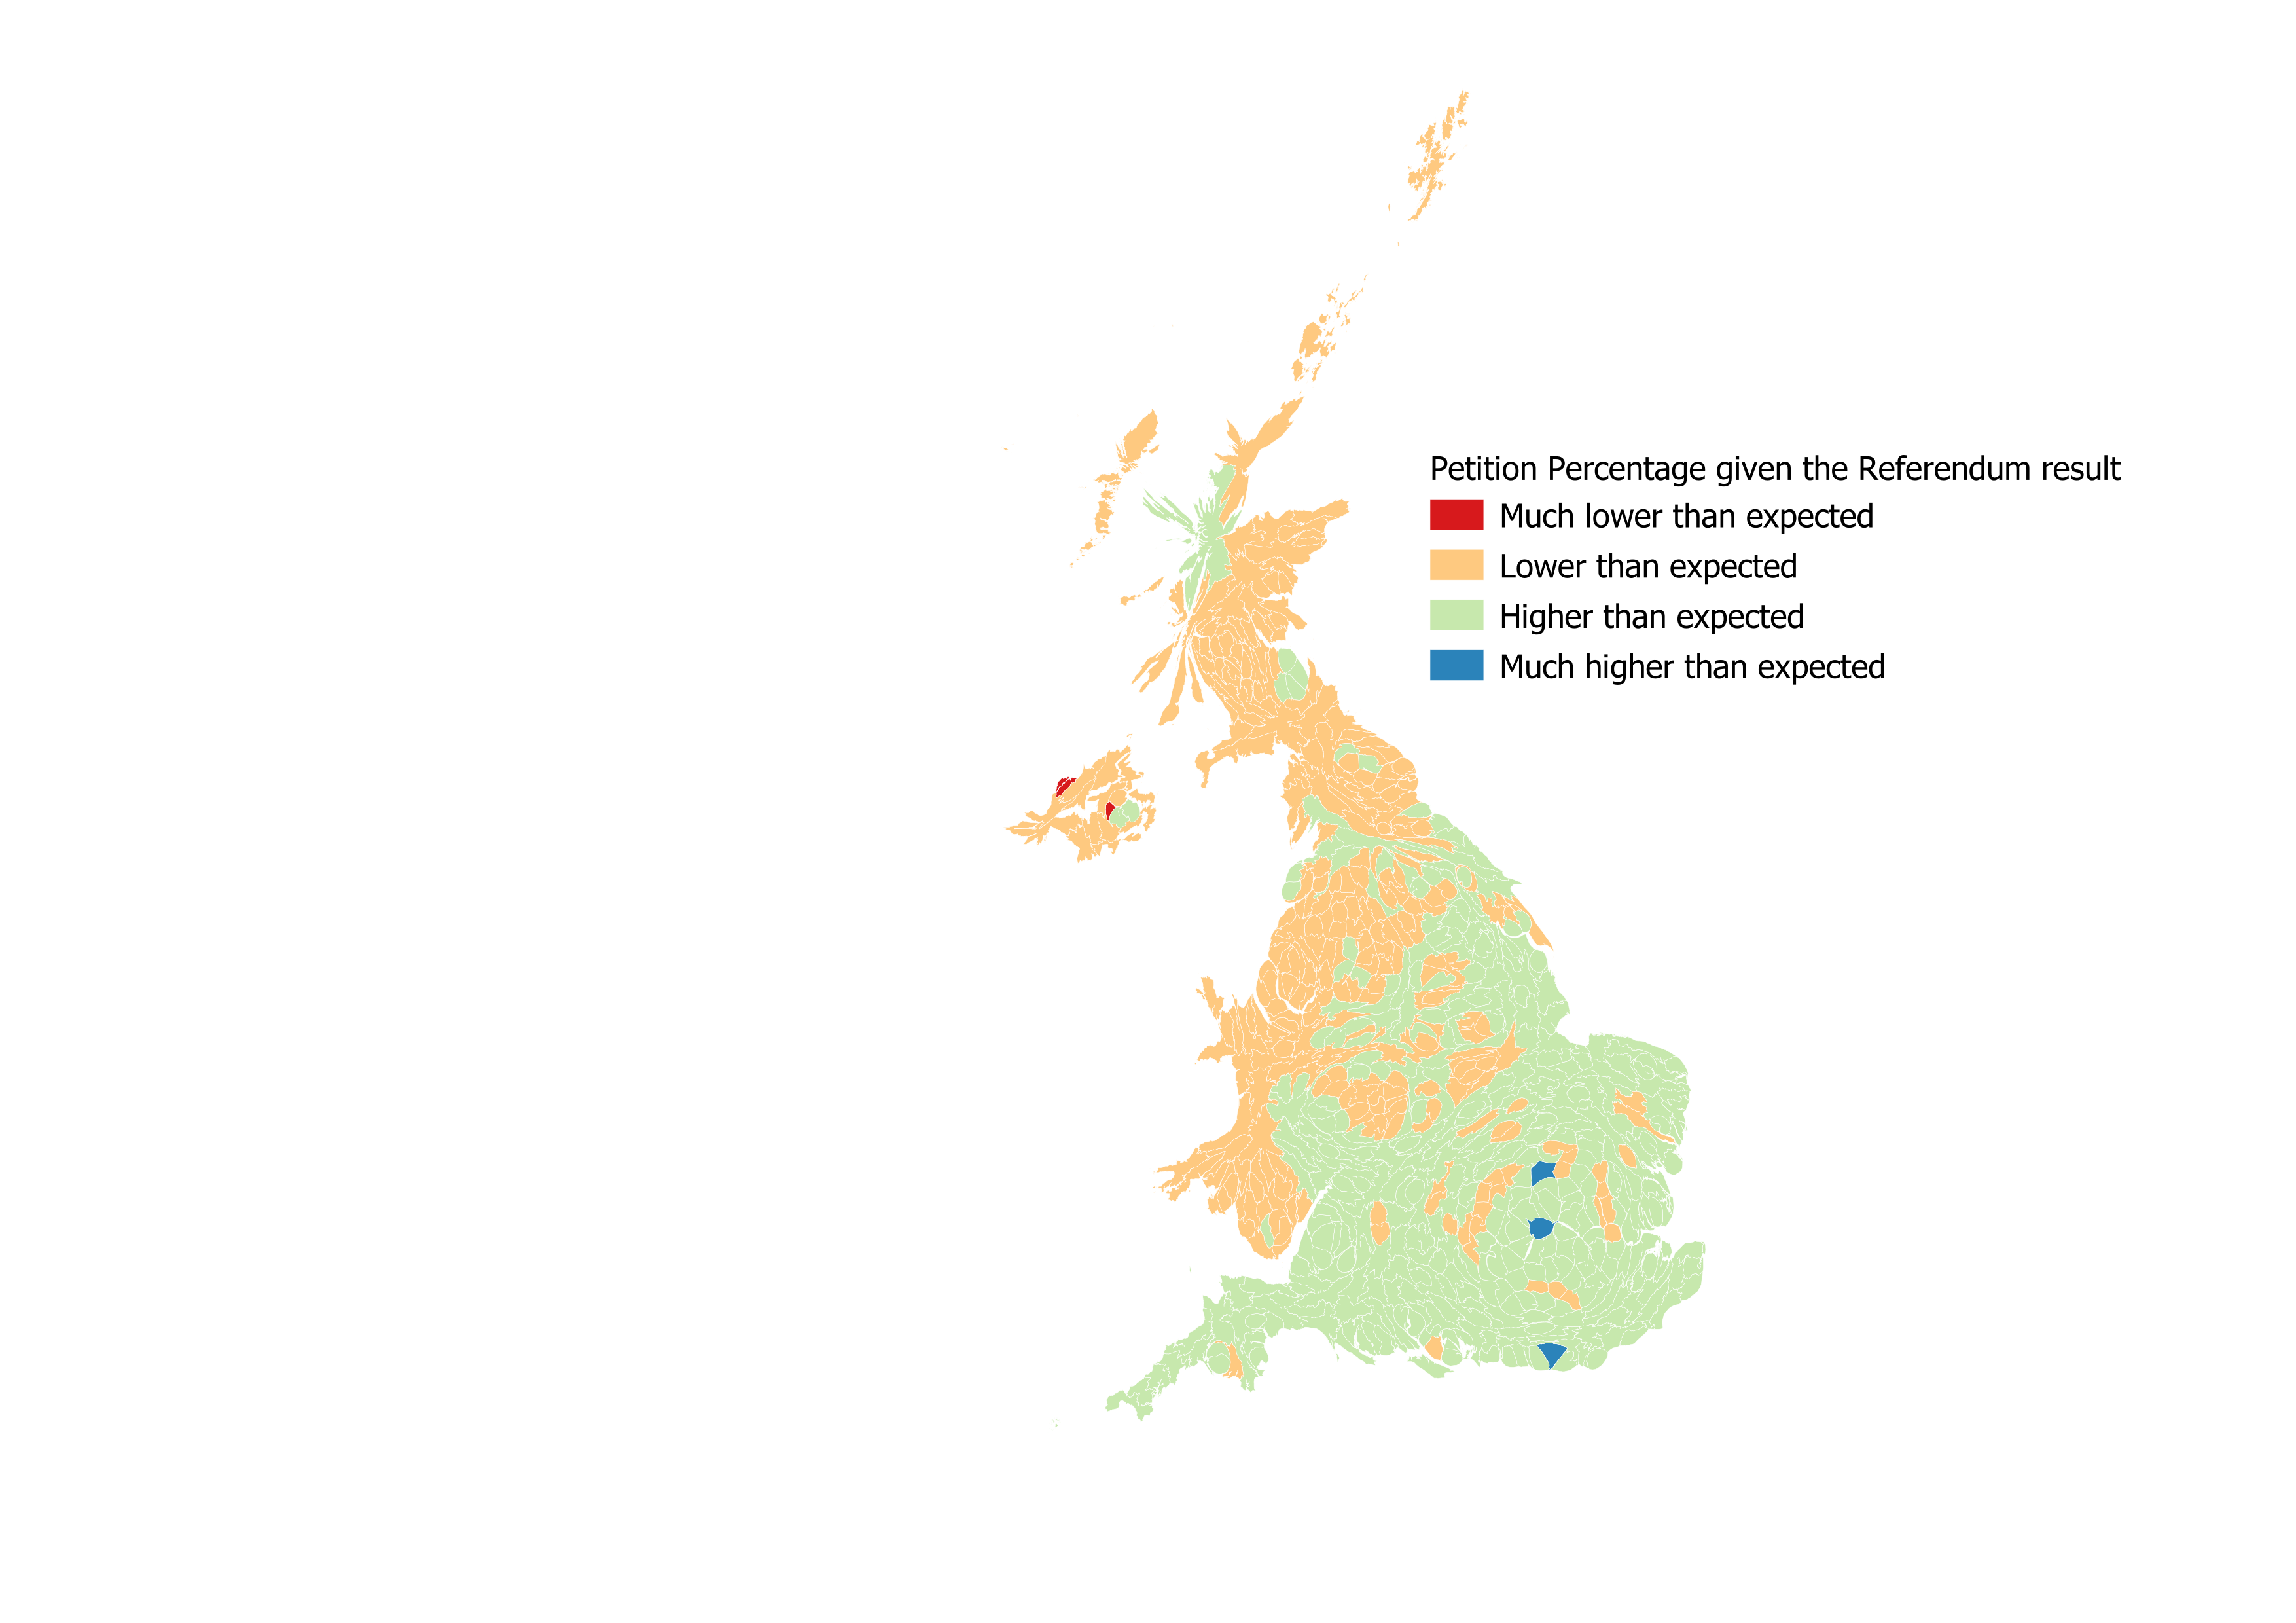 Petition Percentage given the Referendum result
Much lower than expected
Lower than expected
Higher than expected
Much higher than expected